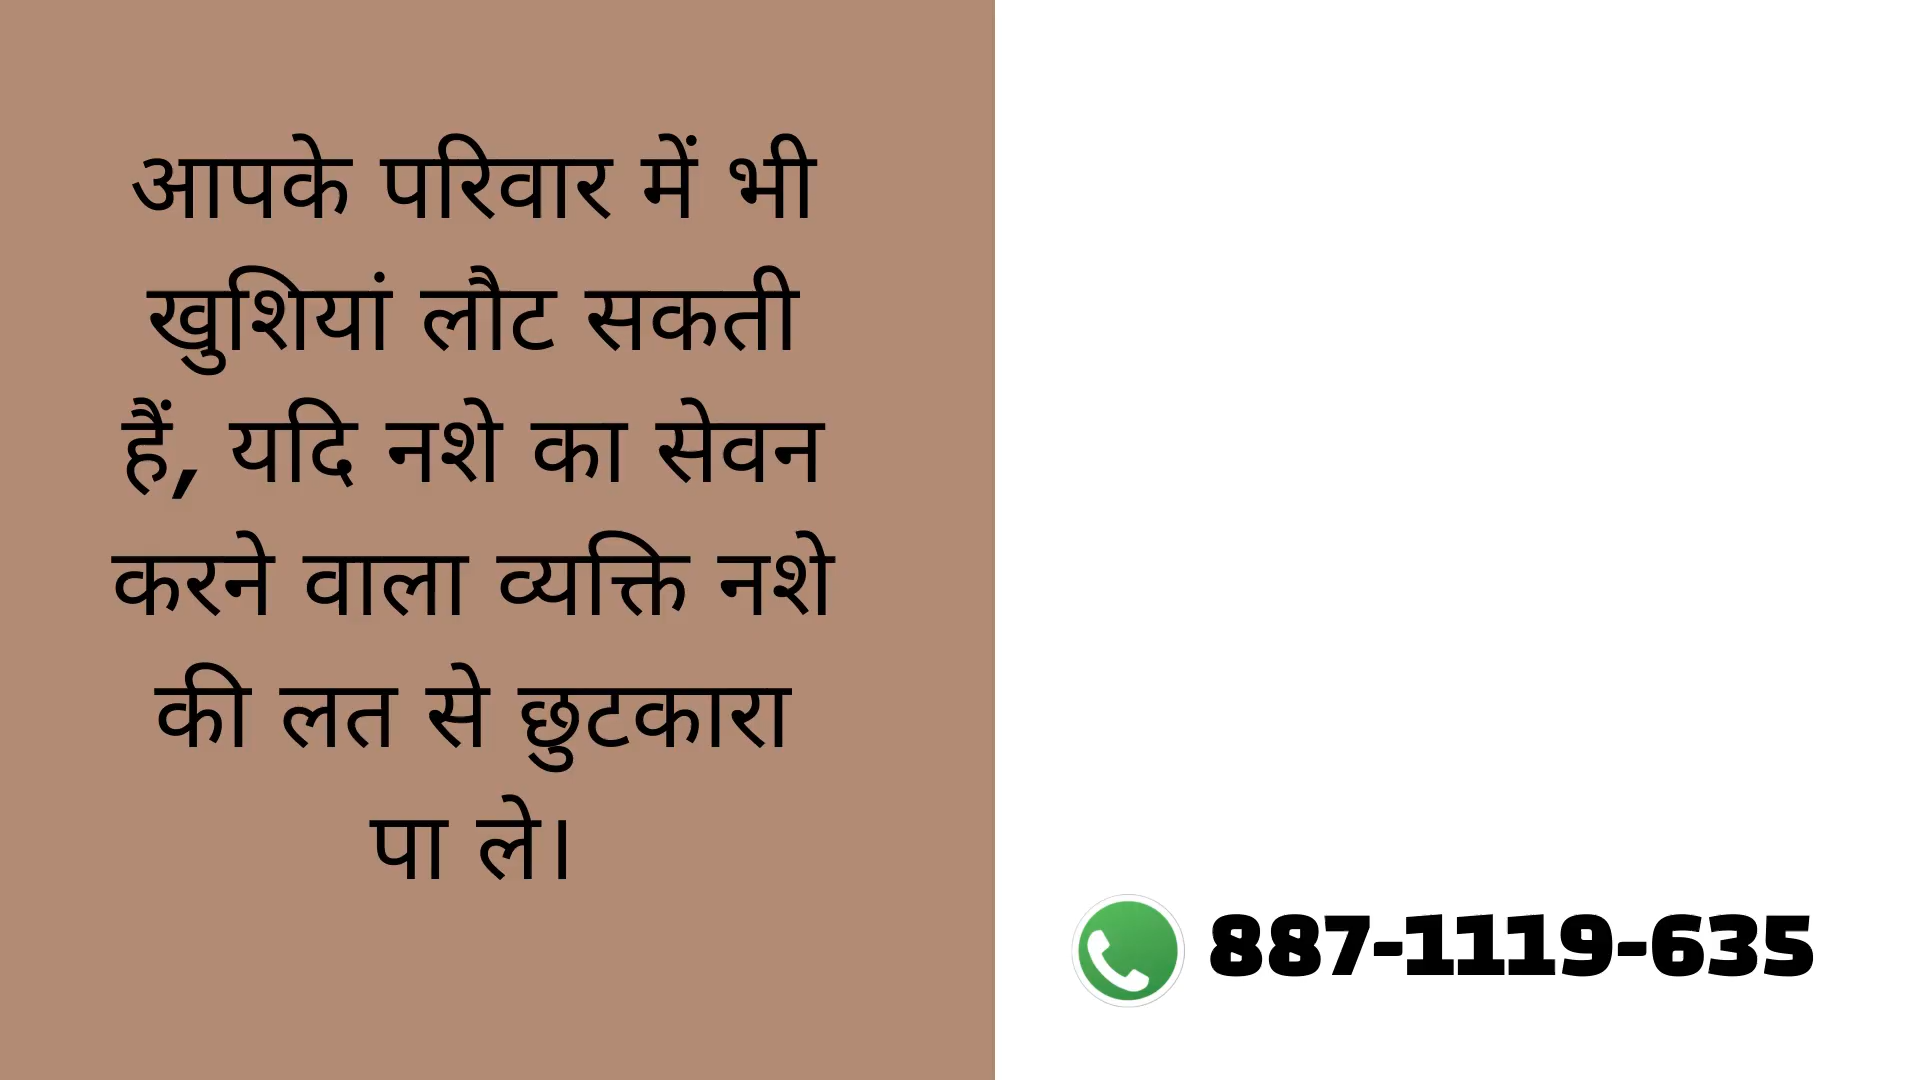 आपके परिवार में भी
खुशियां लौट सकती
हैं, यदि नशे का सेवन
करने वाला व्यक्ति नशे
की लत से छुटकारा
पा ले।
887-1119-635